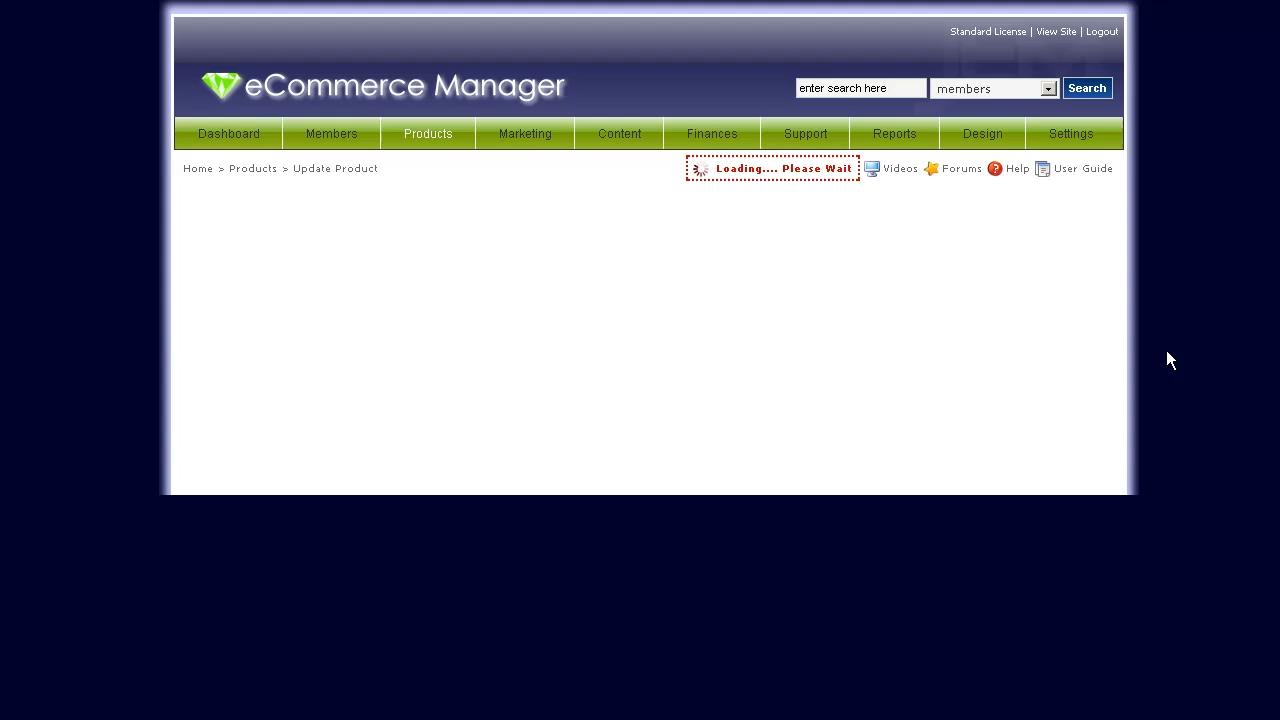 Standard License | View Site | Logout
eCommerce Manager
enter search here members Search
Dashboard Members Products Marketing Content Finances Support Reports Design Settings
Home > Products > Update Product Loading.... Please Wait Videos Forums Help User Guide